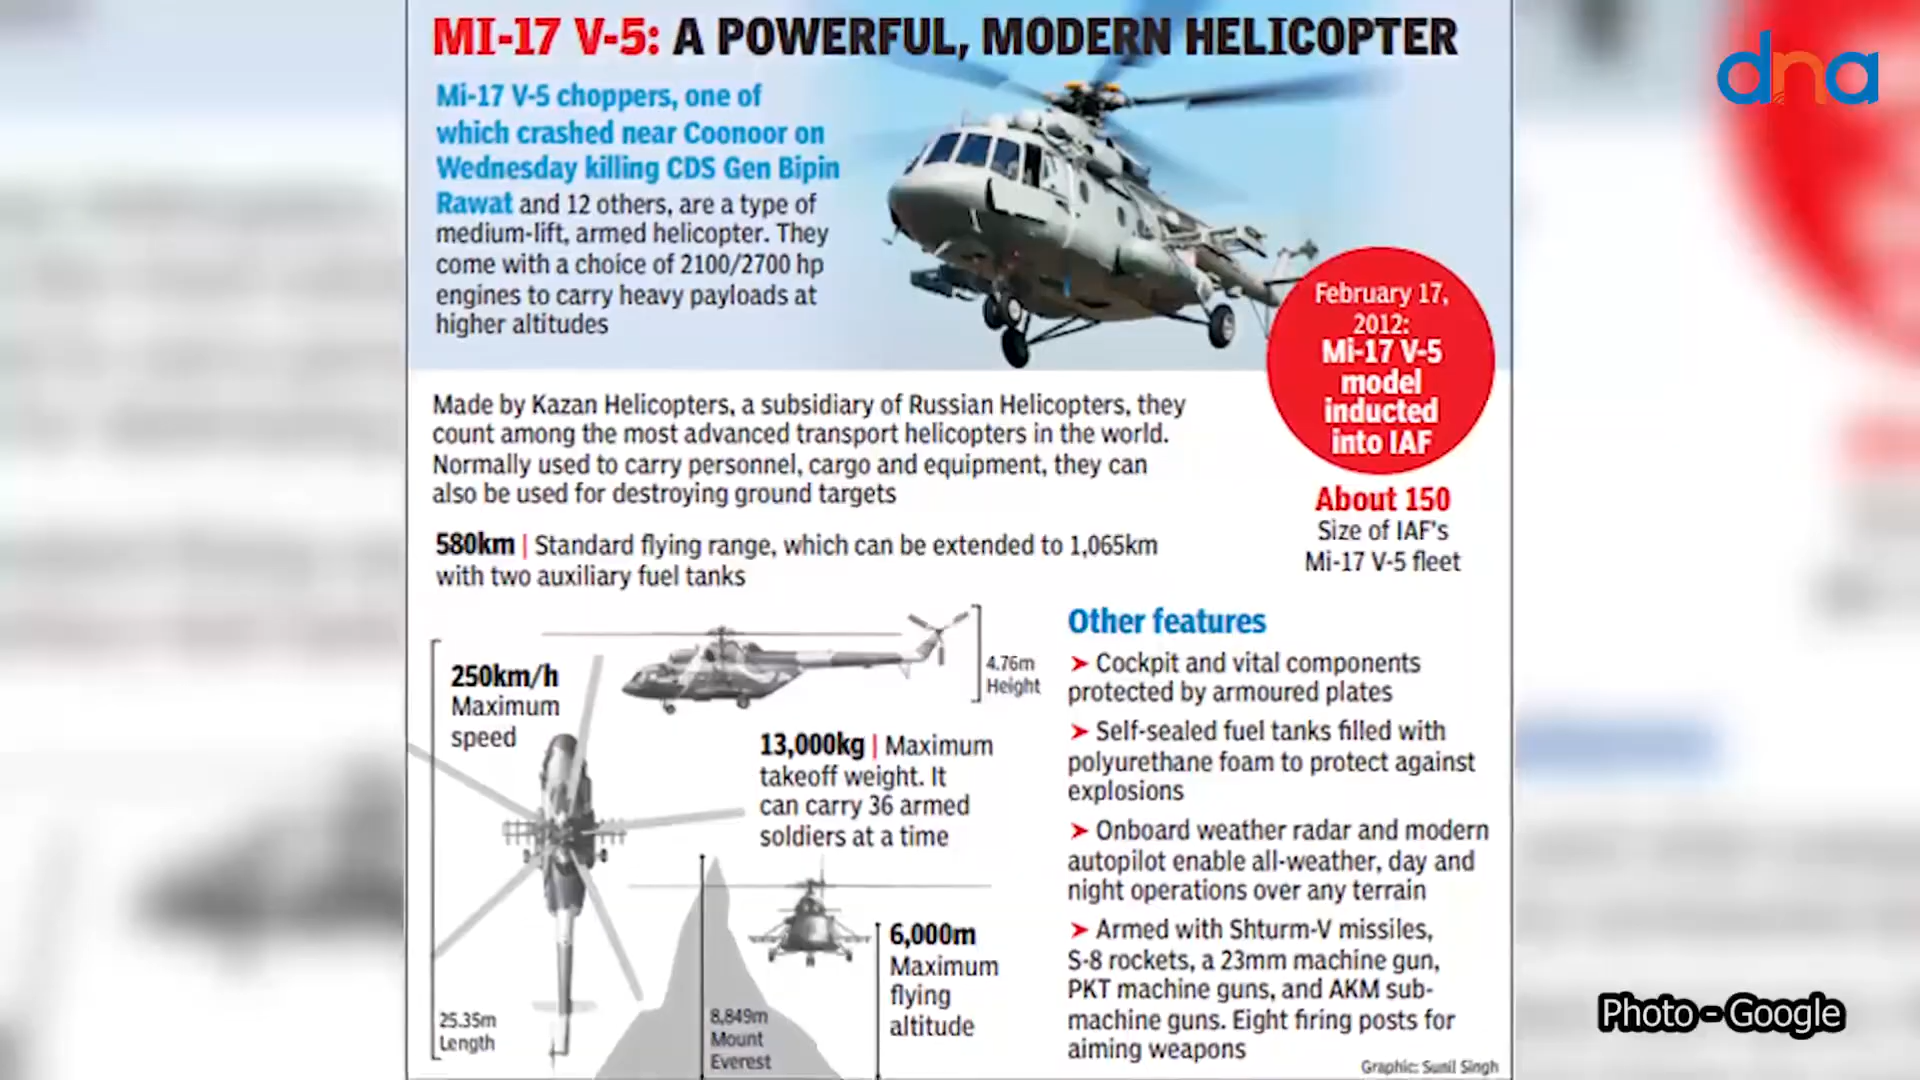 MI-17 V-5: A POWERFUL, MODERN HELICOPTER
dna
Mi-17 V-5 choppers, one of
which crashed near Coonoor on
Wednesday killing CDS Gen Bipin
Rawat and 12 others, are a type of
medium-lift, armed helicopter. They
come with a choice of 2100/2700 hp
engines to carry heavy payloads at
higher altitudes
February 17,
2012:
Mi-17 V-5
model
inducted
into IAF
About 150
Size of IAF's
Mi-17 V-5 fleet
Made by Kazan Helicopters, a subsidiary of Russian Helicopters, they
count among the most advanced transport helicopters in the world.
Normally used to carry personnel, cargo and equipment, they can
also be used for destroying ground targets
580km | Standard flying range, which can be extended to 1,065km
with two auxiliary fuel tanks
250km/h
Maximum
speed
4.76m
Height
13,000kg | Maximum
takeoff weight. It
can carry 36 armed
soldiers at a time
25.35m
Length
8,849m
Mount
Everest
6,000m
Maximum
flying
altitude
Other features
➤ Cockpit and vital components
protected by armoured plates
➤ Self-sealed fuel tanks filled with
polyurethane foam to protect against
explosions
➤ Onboard weather radar and modern
autopilot enable all-weather, day and
night operations over any terrain
➤ Armed with Shturm-V missiles,
S-8 rockets, a 23mm machine gun,
PKT machine guns, and AKM sub-
machine guns. Eight firing posts for
aiming weapons
Graphic: Sunil Singh
Photo - Google